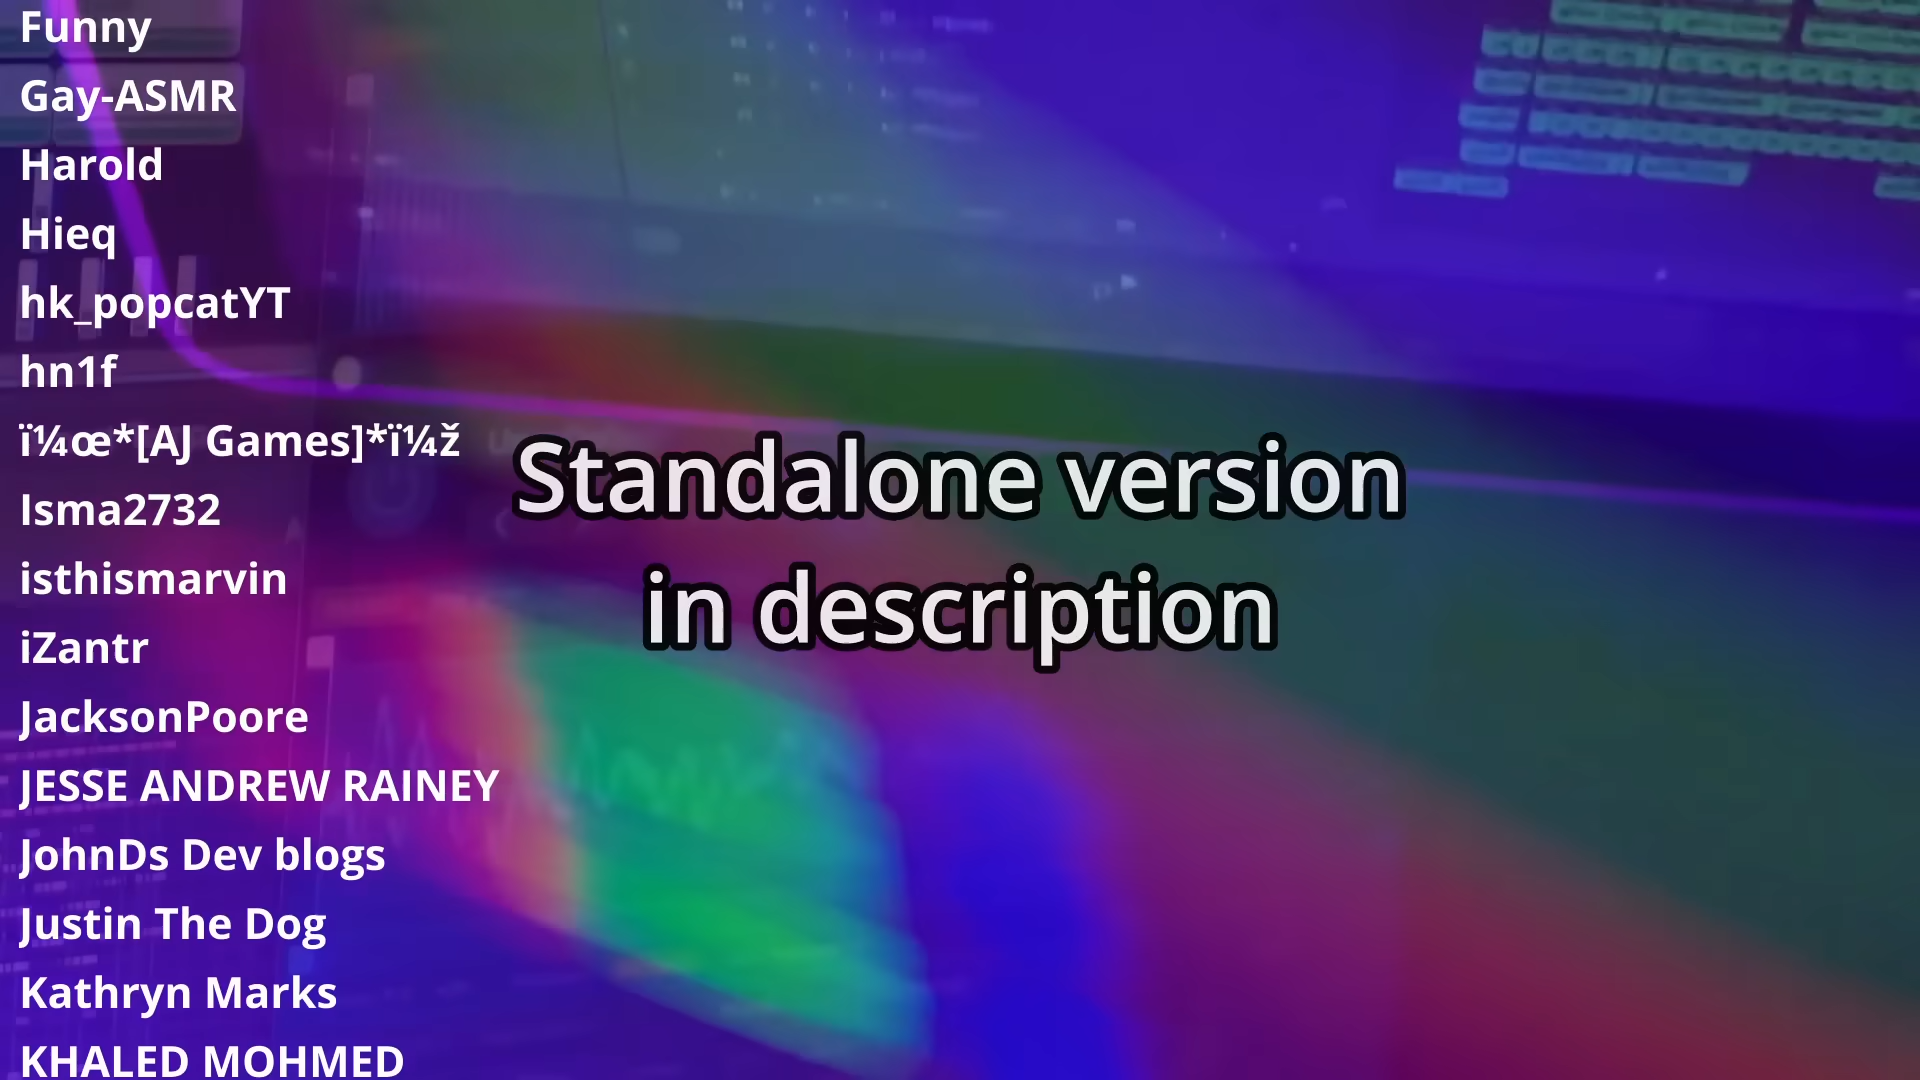 Funny
Gay-ASMR
Harold
Hieq
hk_popcatYT
hn1f
ï¼œ*[AJ Games]*ï¼ž
Isma2732
isthismarvin
iZantr
JacksonPoore
JESSE ANDREW RAINEY
JohnDs Dev blogs
Justin The Dog
Kathryn Marks
KHALED MOHMED
Standalone version
in description